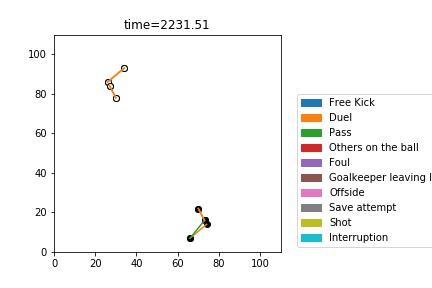 time=2231.51
100
80
60
40
20
0
0 20 40 60 80 100
Free Kick
Duel
Pass
Others on the ball
Foul
Goalkeeper leaving l
Offside
Save attempt
Shot
Interruption